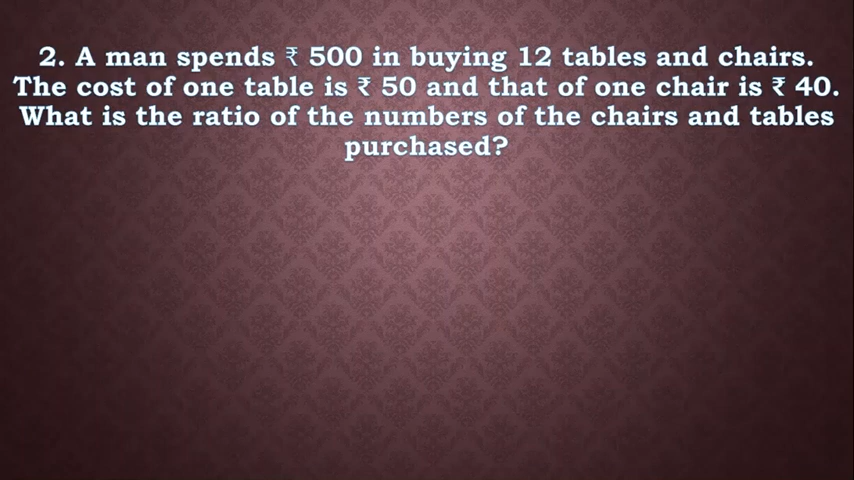 2. A man spends ₹ 500 in buying 12 tables and chairs.
The cost of one table is ₹ 50 and that of one chair is ₹ 40.
What is the ratio of the numbers of the chairs and tables
purchased?